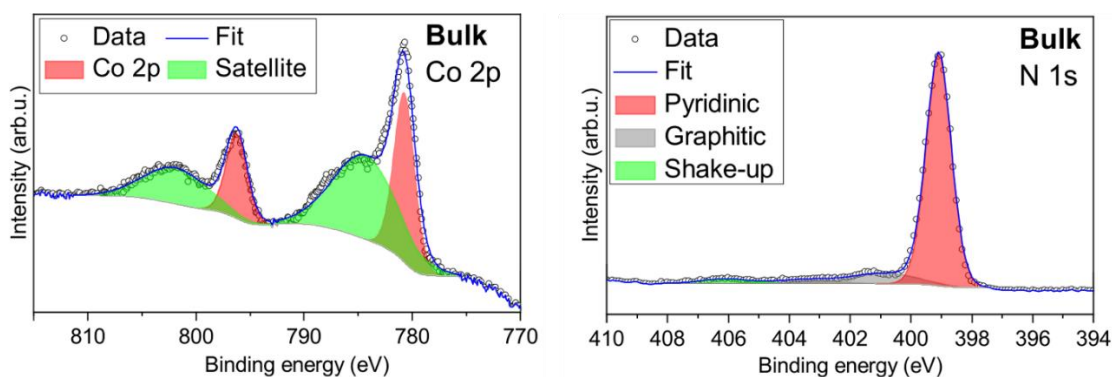 Data Fit
Co 2p Satellite
Bulk
Co 2p
Intensity (arb.u.)
810 800 790 780 770
Binding energy (eV)
Data
Fit
Pyridinic
Graphitic
Shake-up
Bulk
N 1s
Intensity (arb.u.)
410 408 406 404 402 400 398 396 394
Binding energy (eV)